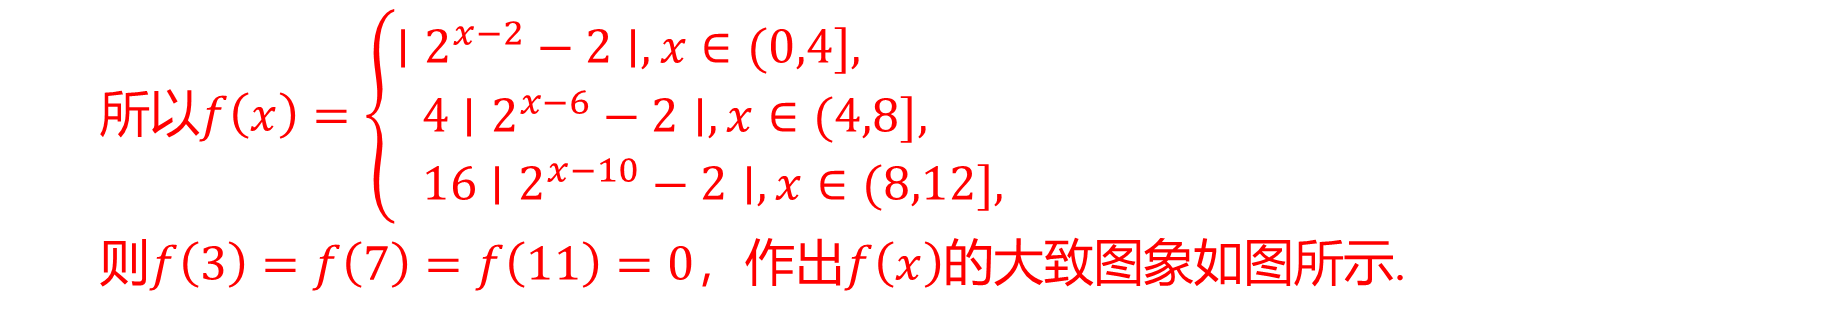 所以f(x) = { | 2^{x−2} − 2 |, x ∈ (0,4],
4 | 2^{x−6} − 2 |, x ∈ (4,8],
16 | 2^{x−10} − 2 |, x ∈ (8,12],
则f(3) = f(7) = f(11) = 0，作出f(x)的大致图象如图所示.